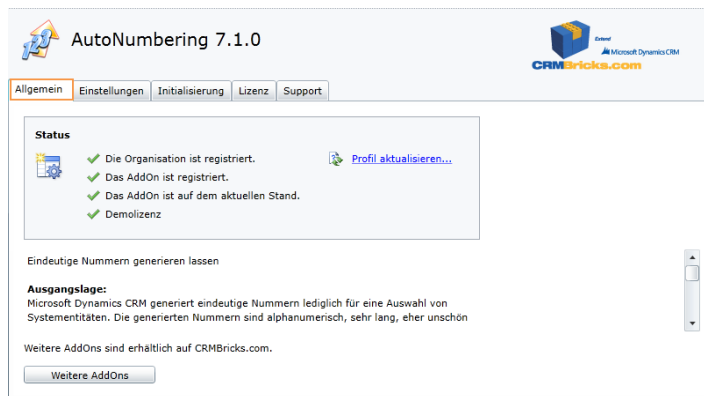 123
AutoNumbering 7.1.0
Extend
Microsoft Dynamics CRM
CRMBricks.com
Allgemein Einstellungen Initialisierung Lizenz Support
Status
Die Organisation ist registriert.
Profil aktualisieren...
Das AddOn ist registriert.
Das AddOn ist auf dem aktuellen Stand.
Demolizenz
Eindeutige Nummern generieren lassen
Ausgangslage:
Microsoft Dynamics CRM generiert eindeutige Nummern lediglich für eine Auswahl von
Systementitäten. Die generierten Nummern sind alphanumerisch, sehr lang, eher unschön
Weitere AddOns sind erhältlich auf CRMBricks.com.
Weitere AddOns